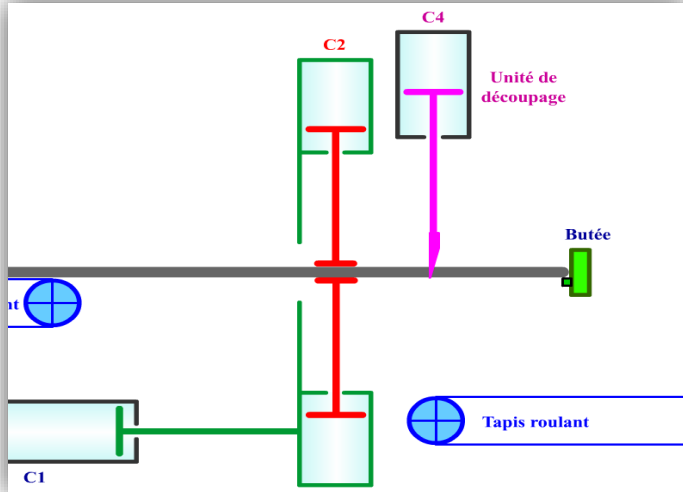 C4
C2
Unité de
découpage
Butée
nt
Tapis roulant
C1